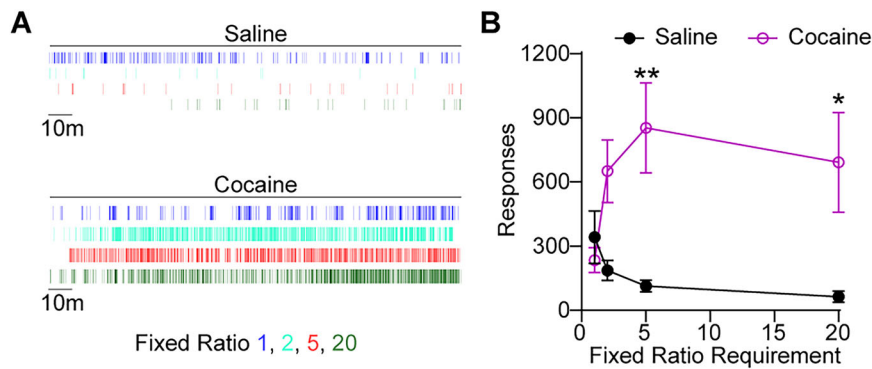 A
Saline
10m
Cocaine
10m
Fixed Ratio 1, 2, 5, 20
B
Saline Cocaine
1200
900
600
300
0
Responses
** *
0 5 10 15 20
Fixed Ratio Requirement